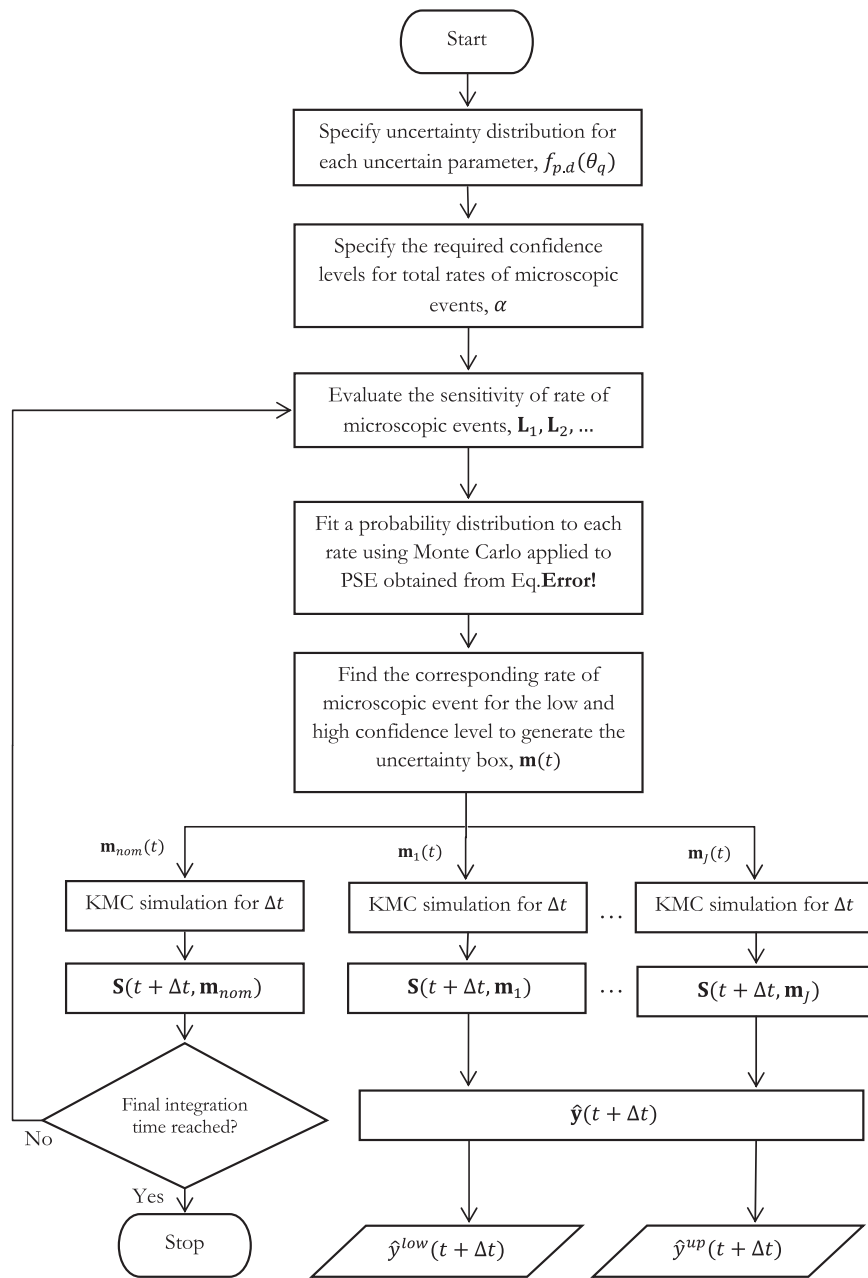 Start
Specify uncertainty distribution for
each uncertain parameter, f_{p.d}(θ_q)
Specify the required confidence
levels for total rates of microscopic
events, α
Evaluate the sensitivity of rate of
microscopic events, L₁, L₂, ...
Fit a probability distribution to each
rate using Monte Carlo applied to
PSE obtained from Eq.Error!
Find the corresponding rate of
microscopic event for the low and
high confidence level to generate the
uncertainty box, m(t)
m_{nom}(t)
m₁(t)
m_J(t)
KMC simulation for Δt
KMC simulation for Δt
...
KMC simulation for Δt
S(t + Δt, m_{nom})
S(t + Δt, m₁)
...
S(t + Δt, m_J)
Final integration
time reached?
No
Yes
Stop
ŷ(t + Δt)
ŷ^{low}(t + Δt)
ŷ^{up}(t + Δt)